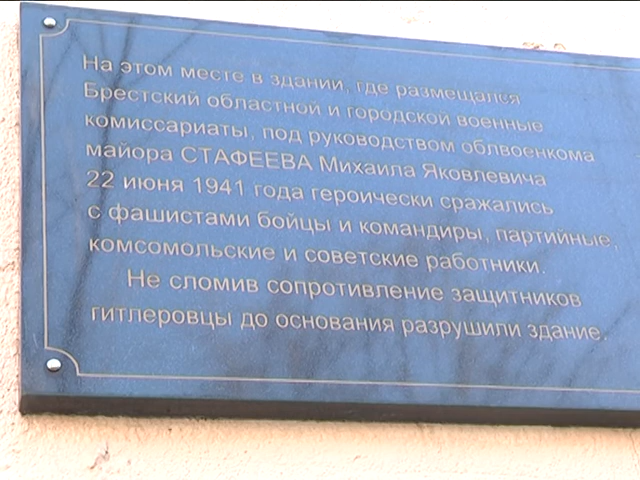 На этом месте в здании, где размещался
Брестский областной и городской военные
комиссариаты, под руководством облвоенкома
майора СТАФЕЕВА Михаила Яковлевича
22 июня 1941 года героически сражались
с фашистами бойцы и командиры, партийные,
комсомольские и советские работники.
Не сломив сопротивление защитников
гитлеровцы до основания разрушили здание.